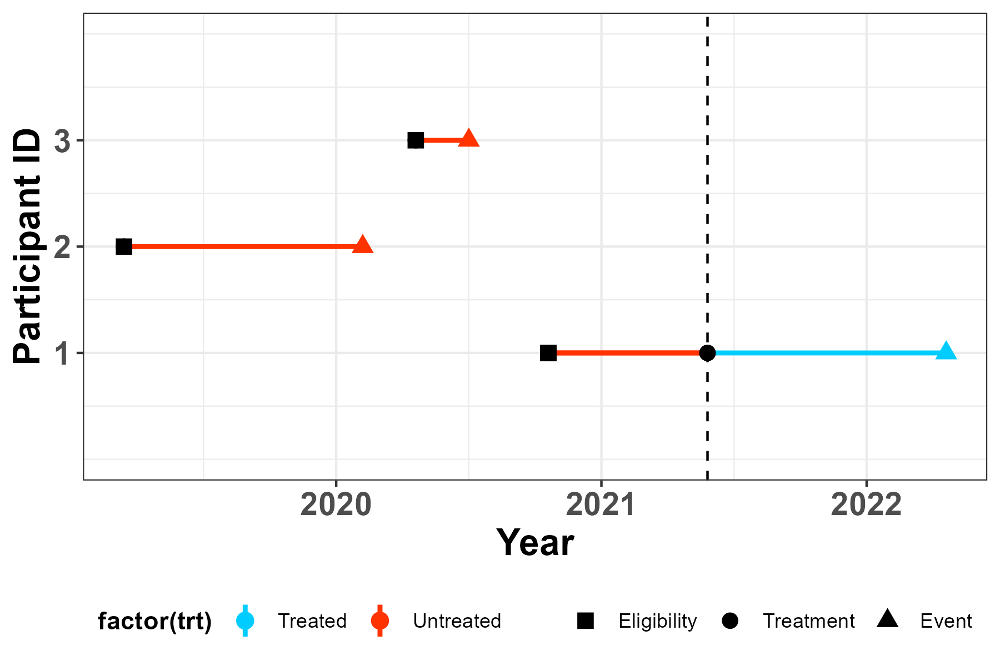 Participant ID
3
2
1
2020 2021 2022
Year
factor(trt) Treated Untreated Eligibility Treatment Event